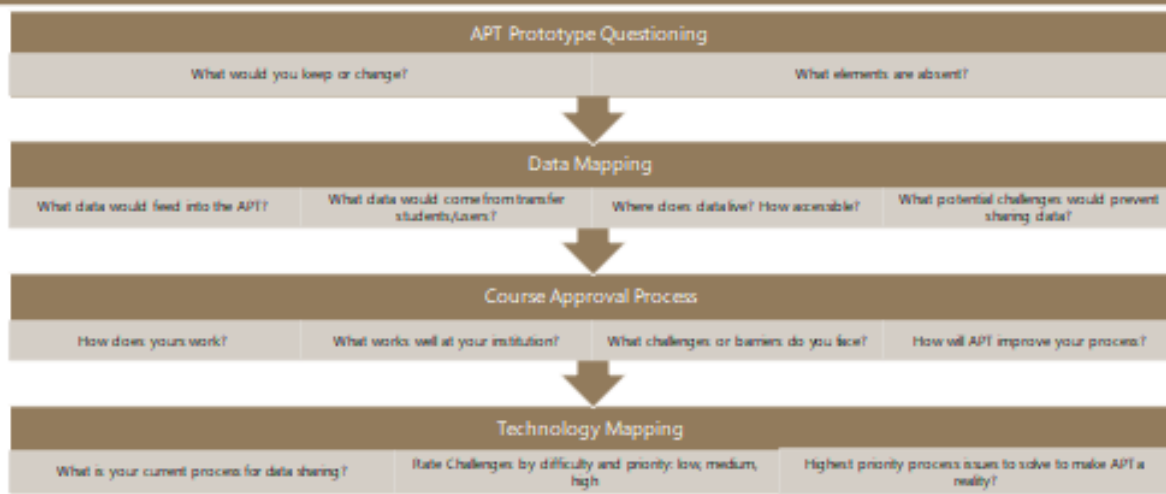 APT Prototype Questioning
What would you keep or change?
What elements are absent?
Data Mapping
What data would feed into the APT?
What data would come from transfer
students/users?
Where does data live? How accessible?
What potential challenges would prevent
sharing data?
Course Approval Process
How does yours work?
What works well at your institution?
What challenges or barriers do you face?
How will APT improve your process?
Technology Mapping
What is your current process for data sharing?
Rate Challenges by difficulty and priority: low, medium,
high
Highest priority process issues to solve to make APT a
reality?